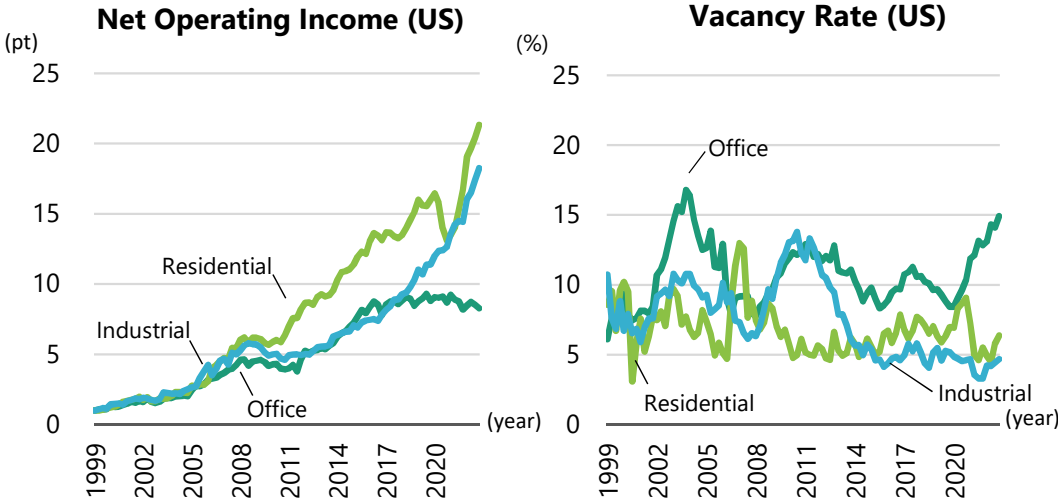 Net Operating Income (US)
(pt)
25
20
15
10
5
0
Residential
Industrial
Office
(year)
1999
2002
2005
2008
2011
2014
2017
2020
Vacancy Rate (US)
(%)
25
20
15
10
5
0
Office
Residential
Industrial
(year)
1999
2002
2005
2008
2011
2014
2017
2020